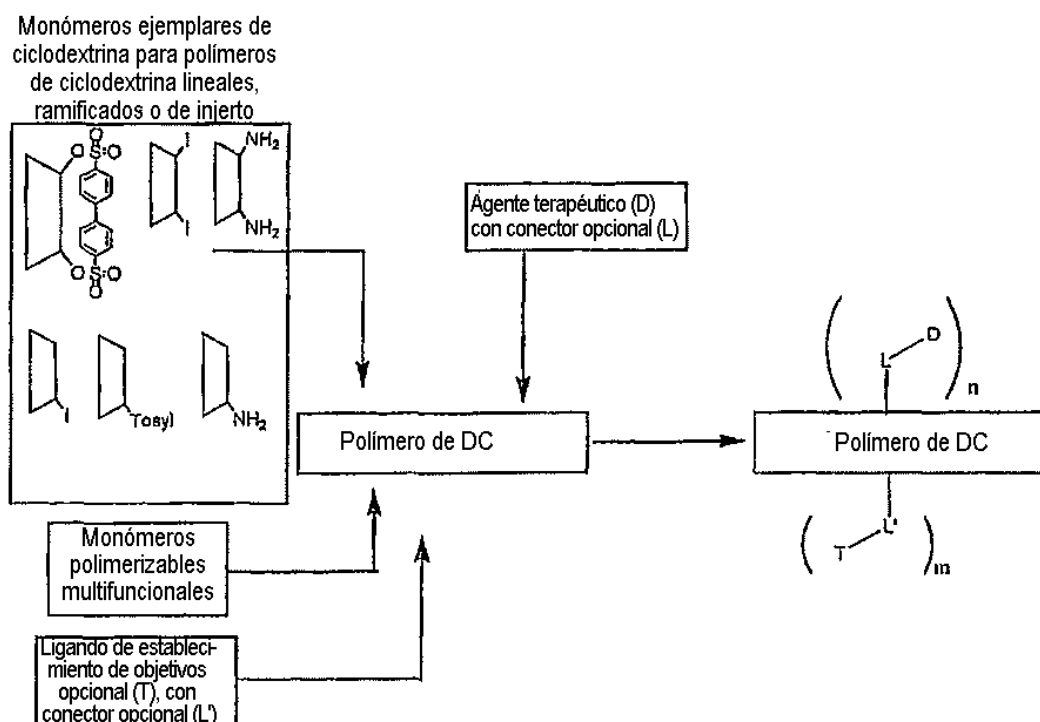 Monómeros ejemplares de
ciclodextrina para polímeros
de ciclodextrina lineales,
ramificados o de injerto
O
O
O=S=O
O=S=O
I
I
NH2
NH2
I
Tosyl
NH2
Agente terapéutico (D)
con conector opcional (L)
Polímero de DC
Monómeros
polimerizables
multifuncionales
Ligando de estableci-
miento de objetivos
opcional (T), con
conector opcional (L')
L
D
n
Polímero de DC
T
L'
m